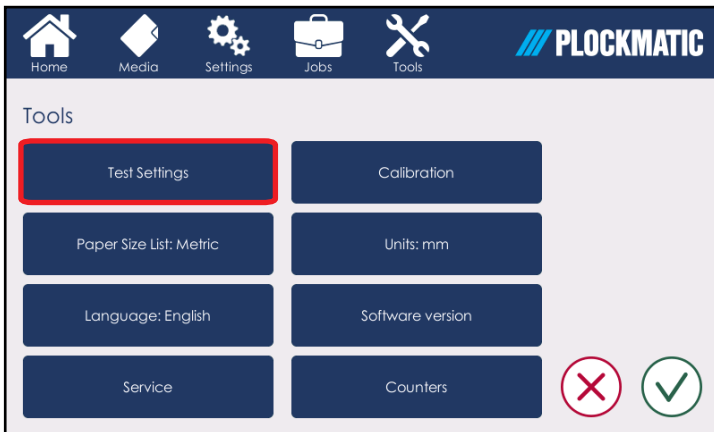 Home Media Settings Jobs Tools PLOCKMATIC
Tools
Test Settings Calibration
Paper Size List: Metric Units: mm
Language: English Software version
Service Counters